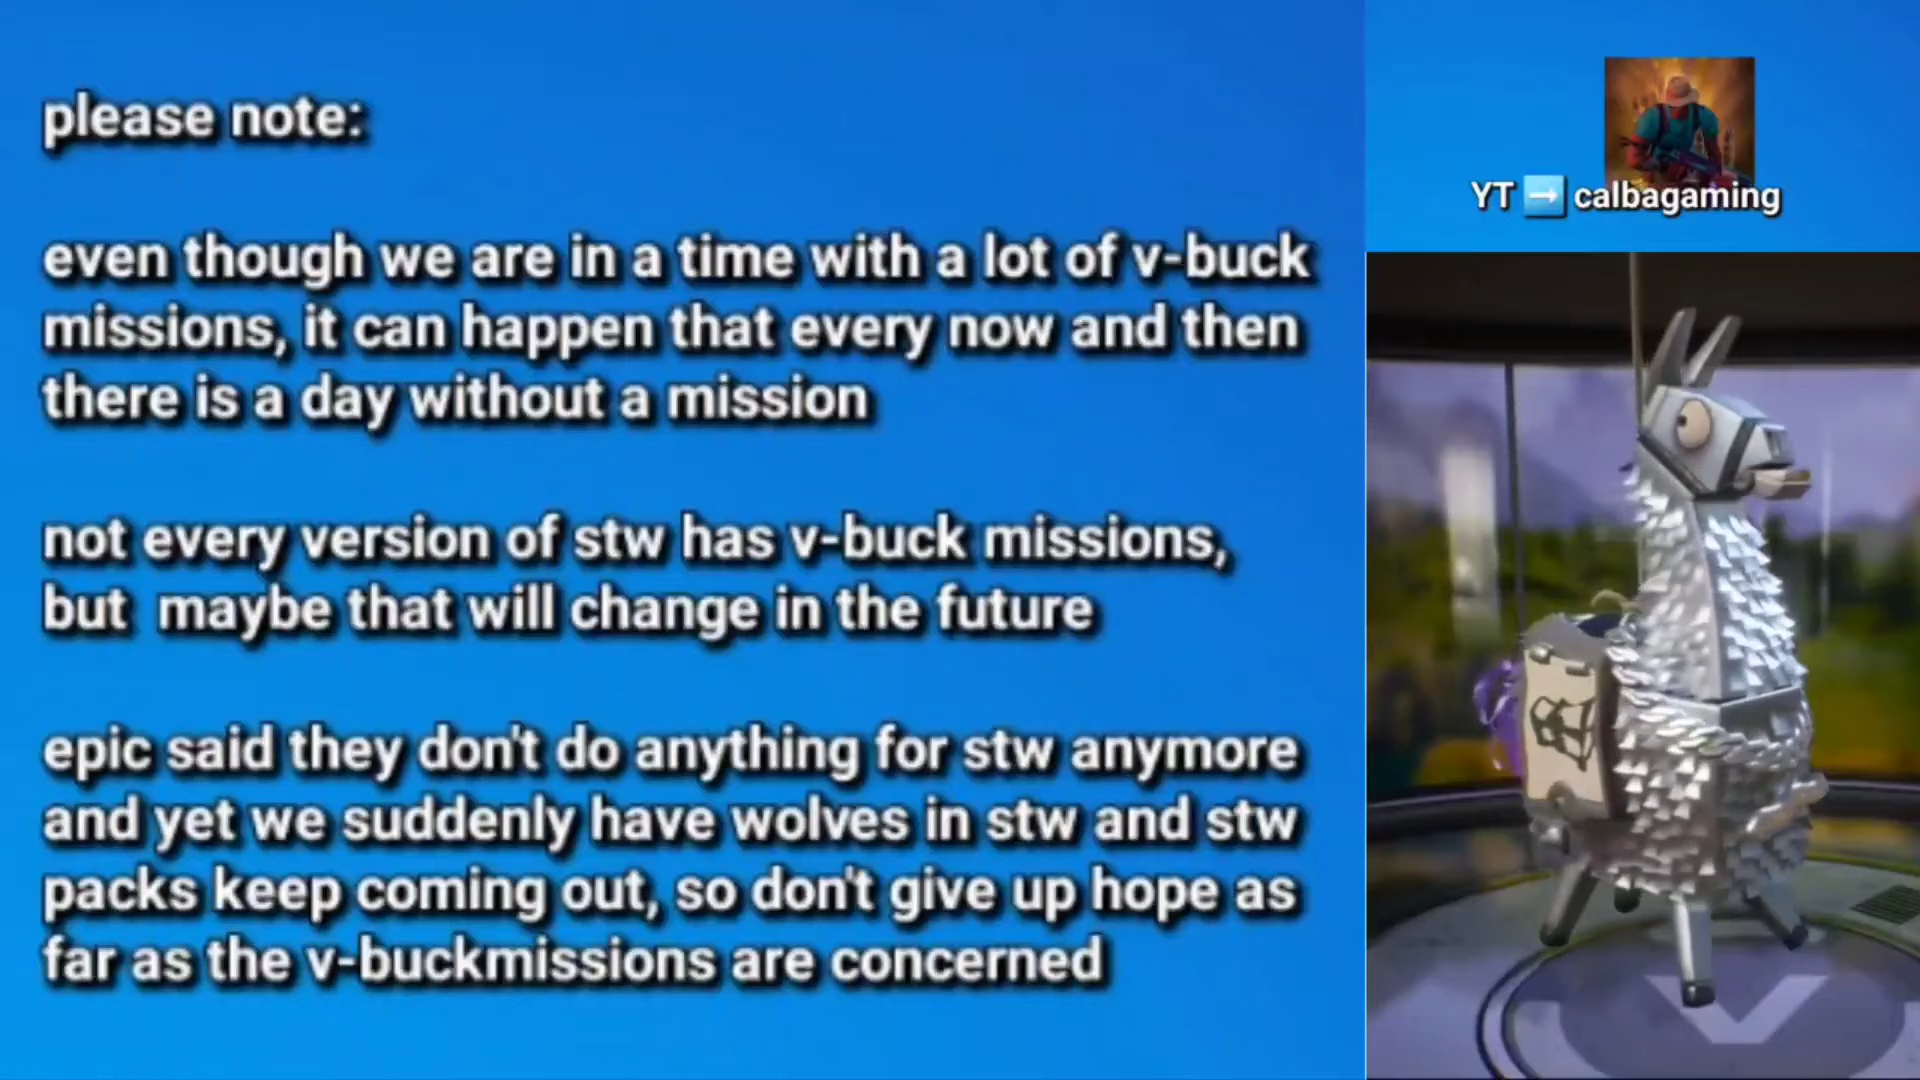 please note:
even though we are in a time with a lot of v-buck
missions, it can happen that every now and then
there is a day without a mission
not every version of stw has v-buck missions,
but  maybe that will change in the future
epic said they don't do anything for stw anymore
and yet we suddenly have wolves in stw and stw
packs keep coming out, so don't give up hope as
far as the v-buckmissions are concerned
YT ➡️ calbagaming